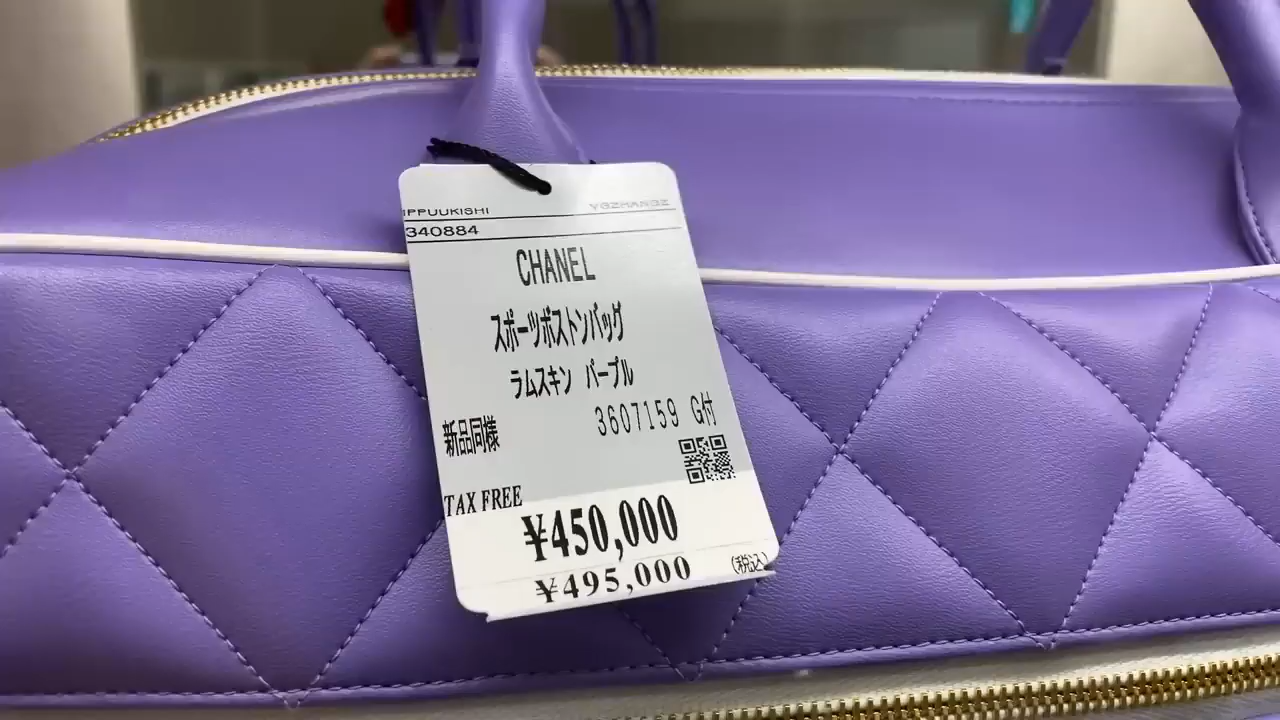 IPPUUKISHI
340884
CHANEL
スポーツボストンバッグ
ラムスキン パープル
3607159 G付
新品同様
TAX FREE
¥450,000
¥495,000 (税込)